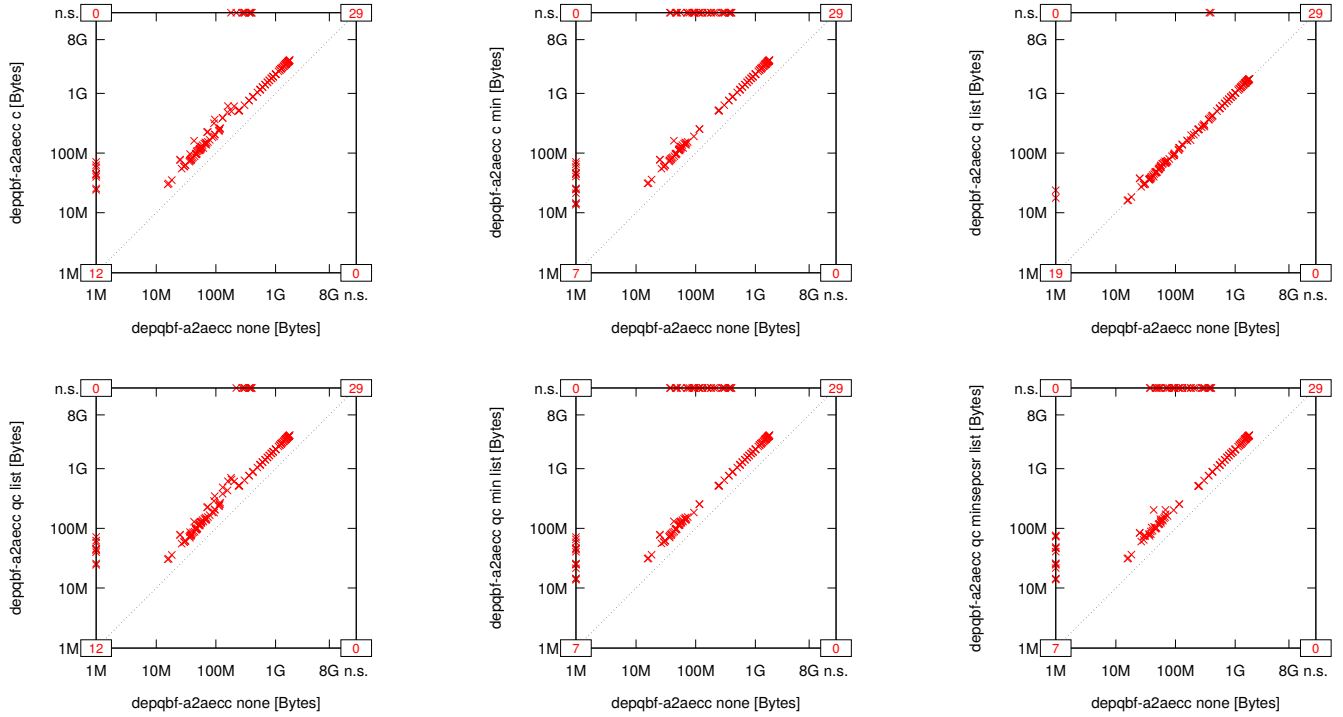 n.s. 0 29
8G
1G
100M
10M
1M 12 0
1M 10M 100M 1G 8G n.s.
depqbf-a2aecc c [Bytes]
depqbf-a2aecc none [Bytes]
n.s. 0 29
8G
1G
100M
10M
1M 7 0
1M 10M 100M 1G 8G n.s.
depqbf-a2aecc c min [Bytes]
depqbf-a2aecc none [Bytes]
n.s. 0 29
8G
1G
100M
10M
1M 19 0
1M 10M 100M 1G 8G n.s.
depqbf-a2aecc q list [Bytes]
depqbf-a2aecc none [Bytes]
n.s. 0 29
8G
1G
100M
10M
1M 12 0
1M 10M 100M 1G 8G n.s.
depqbf-a2aecc qc list [Bytes]
depqbf-a2aecc none [Bytes]
n.s. 0 29
8G
1G
100M
10M
1M 7 0
1M 10M 100M 1G 8G n.s.
depqbf-a2aecc qc min list [Bytes]
depqbf-a2aecc none [Bytes]
n.s. 0 29
8G
1G
100M
10M
1M 7 0
1M 10M 100M 1G 8G n.s.
depqbf-a2aecc qc minsepcsr list [Bytes]
depqbf-a2aecc none [Bytes]